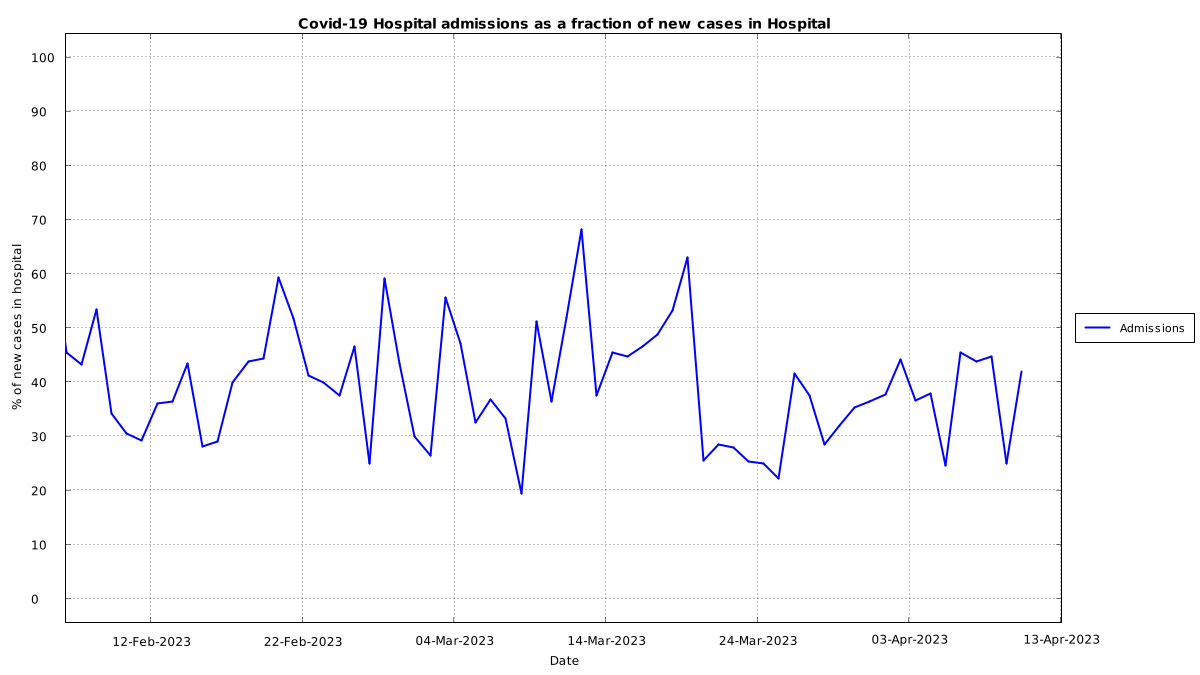 Covid-19 Hospital admissions as a fraction of new cases in Hospital
100
90
80
70
60
50
40
30
20
10
0
% of new cases in hospital
12-Feb-2023
22-Feb-2023
04-Mar-2023
14-Mar-2023
24-Mar-2023
03-Apr-2023
13-Apr-2023
Date
Admissions